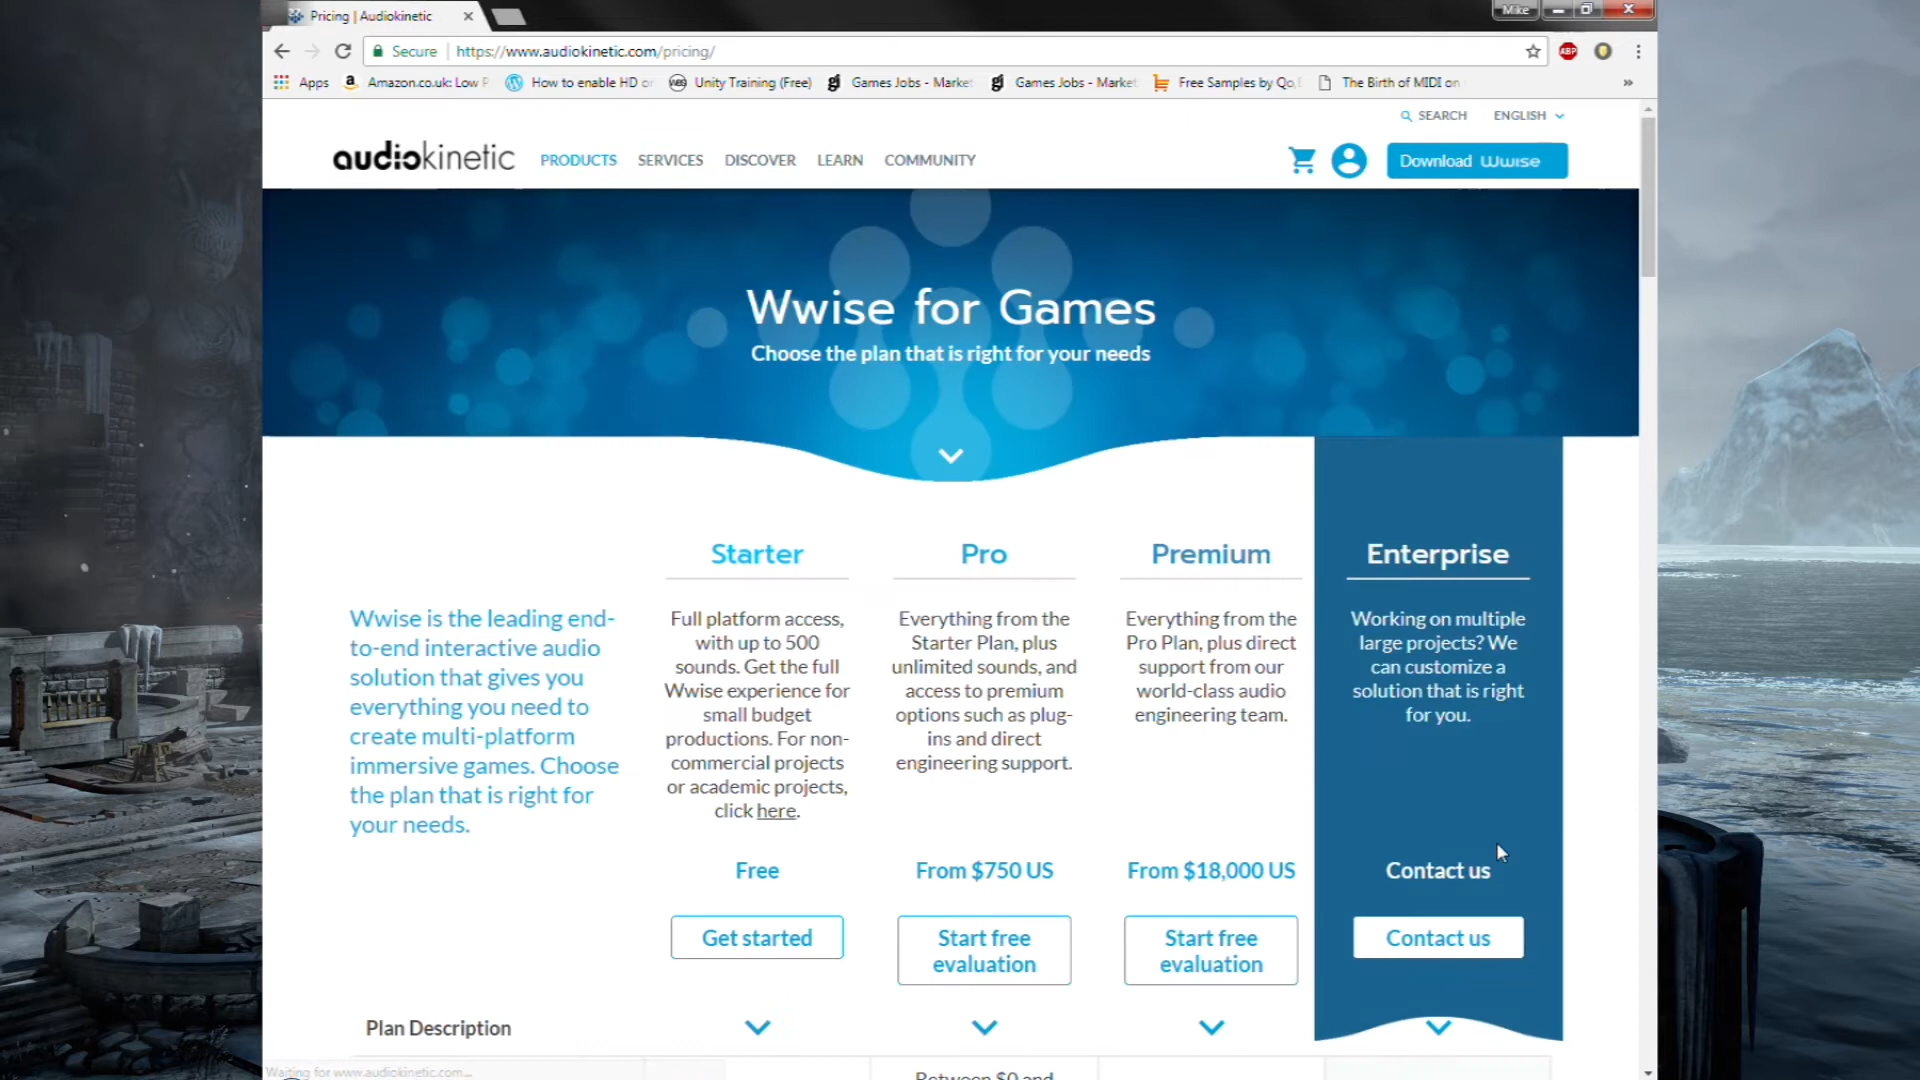 Pricing | Audiokinetic
Mike
Secure
https://www.audiokinetic.com/pricing/
ABP
Apps
Amazon.co.uk: Low P
How to enable HD or
Unity Training (Free)
Games Jobs - Market
Games Jobs - Market
Free Samples by Qo,
The Birth of MIDI on
SEARCH
ENGLISH
audiokinetic
PRODUCTS
SERVICES
DISCOVER
LEARN
COMMUNITY
Download Wwise
Wwise for Games
Choose the plan that is right for your needs
Wwise is the leading end-
to-end interactive audio
solution that gives you
everything you need to
create multi-platform
immersive games. Choose
the plan that is right for
your needs.
Starter
Full platform access,
with up to 500
sounds. Get the full
Wwise experience for
small budget
productions. For non-
commercial projects
or academic projects,
click here.
Free
Get started
Pro
Everything from the
Starter Plan, plus
unlimited sounds, and
access to premium
options such as plug-
ins and direct
engineering support.
From $750 US
Start free
evaluation
Premium
Everything from the
Pro Plan, plus direct
support from our
world-class audio
engineering team.
From $18,000 US
Start free
evaluation
Enterprise
Working on multiple
large projects? We
can customize a
solution that is right
for you.
Contact us
Contact us
Plan Description
Between $0 and
Waiting for www.audiokinetic.com...